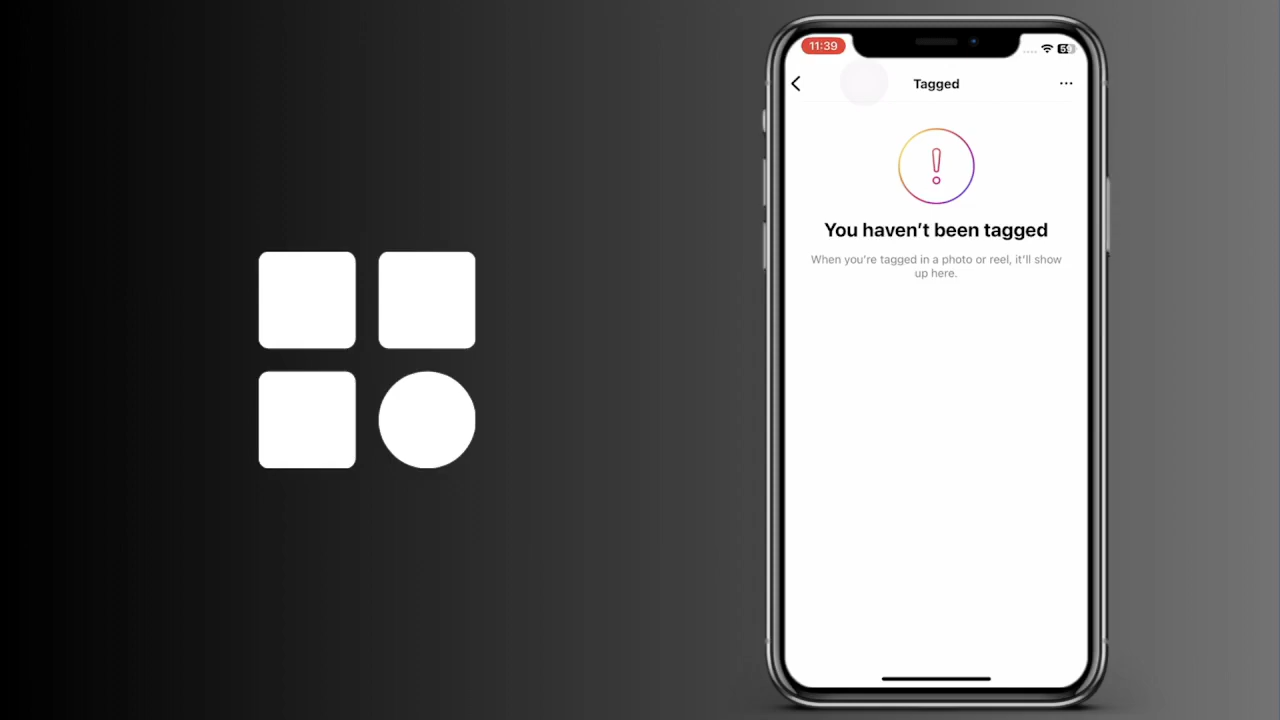 11:39
59
Tagged
You haven't been tagged
When you're tagged in a photo or reel, it'll show
up here.